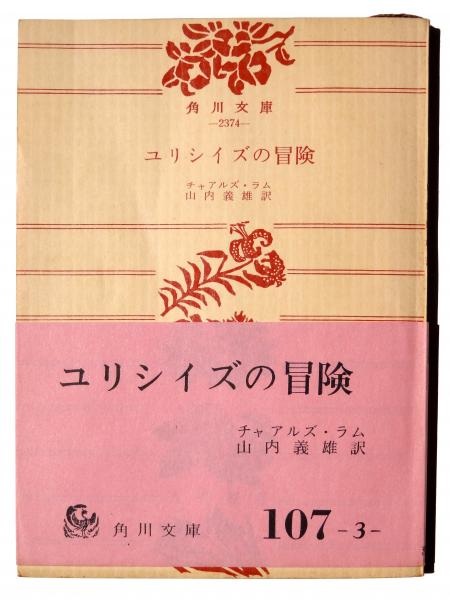 角川文庫
—2374—
ユリシイズの冒険
チャアルズ・ラム
山内義雄訳
ユリシイズの冒険
チャアルズ・ラム
山内義雄訳
角川文庫 107 -3-